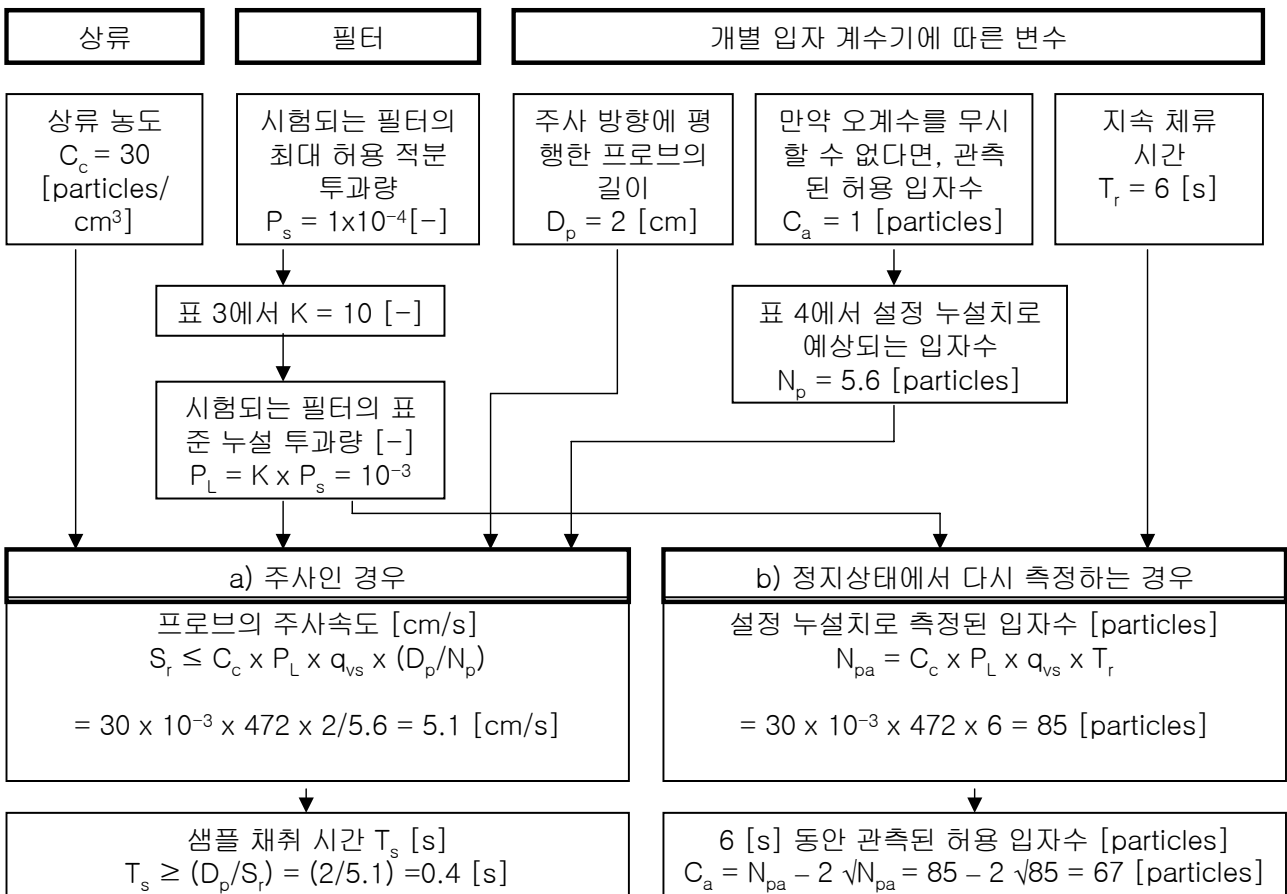 상류
필터
개별 입자 계수기에 따른 변수
상류 농도
C_c = 30
[particles/
cm³]
시험되는 필터의
최대 허용 적분
투과량
P_s = 1x10⁻⁴[-]
주사 방향에 평
행한 프로브의
길이
D_p = 2 [cm]
만약 오계수를 무시
할 수 없다면, 관측
된 허용 입자수
C_a = 1 [particles]
지속 체류
시간
T_r = 6 [s]
표 3에서 K = 10 [-]
표 4에서 설정 누설치로
예상되는 입자수
N_p = 5.6 [particles]
시험되는 필터의 표
준 누설 투과량 [-]
P_L = K x P_s = 10⁻³
a) 주사인 경우
프로브의 주사속도 [cm/s]
S_r ≤ C_c x P_L x q_vs x (D_p/N_p)
= 30 x 10⁻³ x 472 x 2/5.6 = 5.1 [cm/s]
샘플 채취 시간 T_s [s]
T_s ≥ (D_p/S_r) = (2/5.1) =0.4 [s]
b) 정지상태에서 다시 측정하는 경우
설정 누설치로 측정된 입자수 [particles]
N_pa = C_c x P_L x q_vs x T_r
= 30 x 10⁻³ x 472 x 6 = 85 [particles]
6 [s] 동안 관측된 허용 입자수 [particles]
C_a = N_pa – 2 √N_pa = 85 – 2 √85 = 67 [particles]